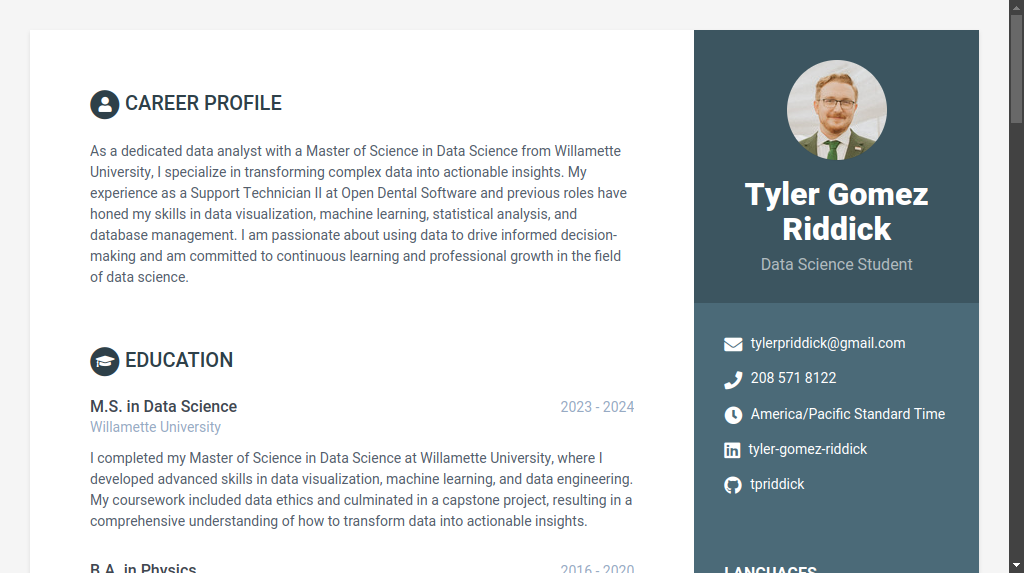 CAREER PROFILE
As a dedicated data analyst with a Master of Science in Data Science from Willamette
University, I specialize in transforming complex data into actionable insights. My
experience as a Support Technician II at Open Dental Software and previous roles have
honed my skills in data visualization, machine learning, statistical analysis, and
database management. I am passionate about using data to drive informed decision-
making and am committed to continuous learning and professional growth in the field
of data science.
EDUCATION
M.S. in Data Science
2023 - 2024
Willamette University
I completed my Master of Science in Data Science at Willamette University, where I
developed advanced skills in data visualization, machine learning, and data engineering.
My coursework included data ethics and culminated in a capstone project, resulting in a
comprehensive understanding of how to transform data into actionable insights.
B.A. in Physics
2016 - 2020
Tyler Gomez
Riddick
Data Science Student
tylerpriddick@gmail.com
208 571 8122
America/Pacific Standard Time
tyler-gomez-riddick
tpriddick
LANGUAGES